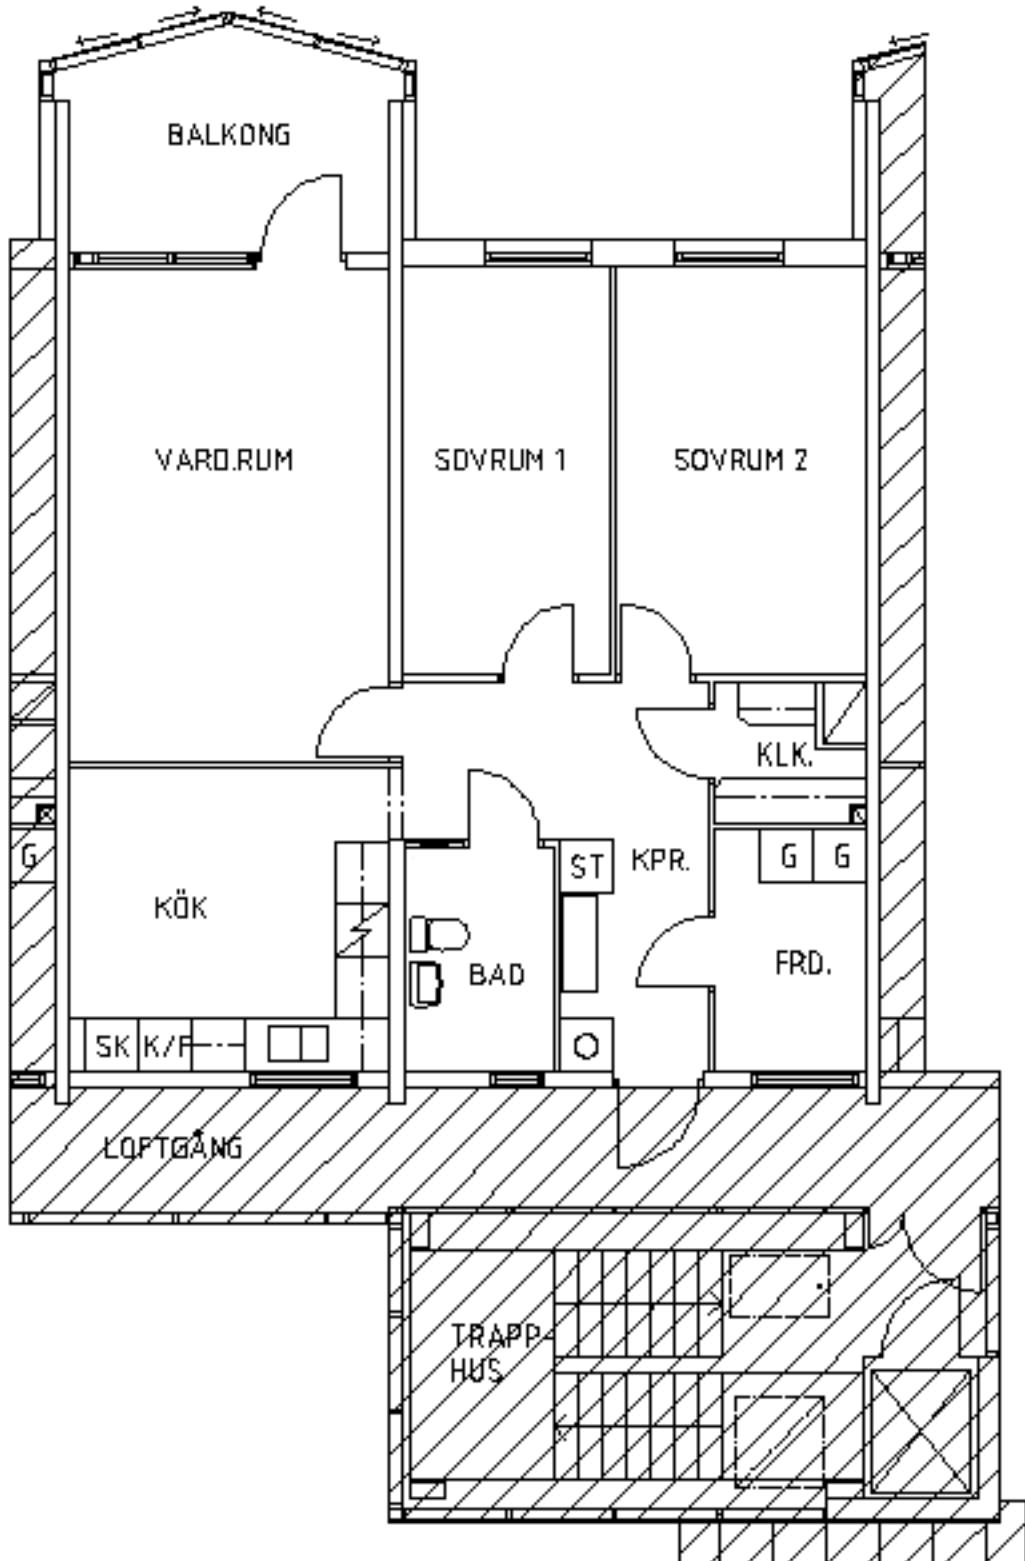 BALKONG
VARD.RUM
SOVRUM 1
SOVRUM 2
KLK.
G
ST
KPR.
G
G
KÖK
BAD
FRD.
SK
K/F
LOFTGÅNG
TRAPP-
HUS